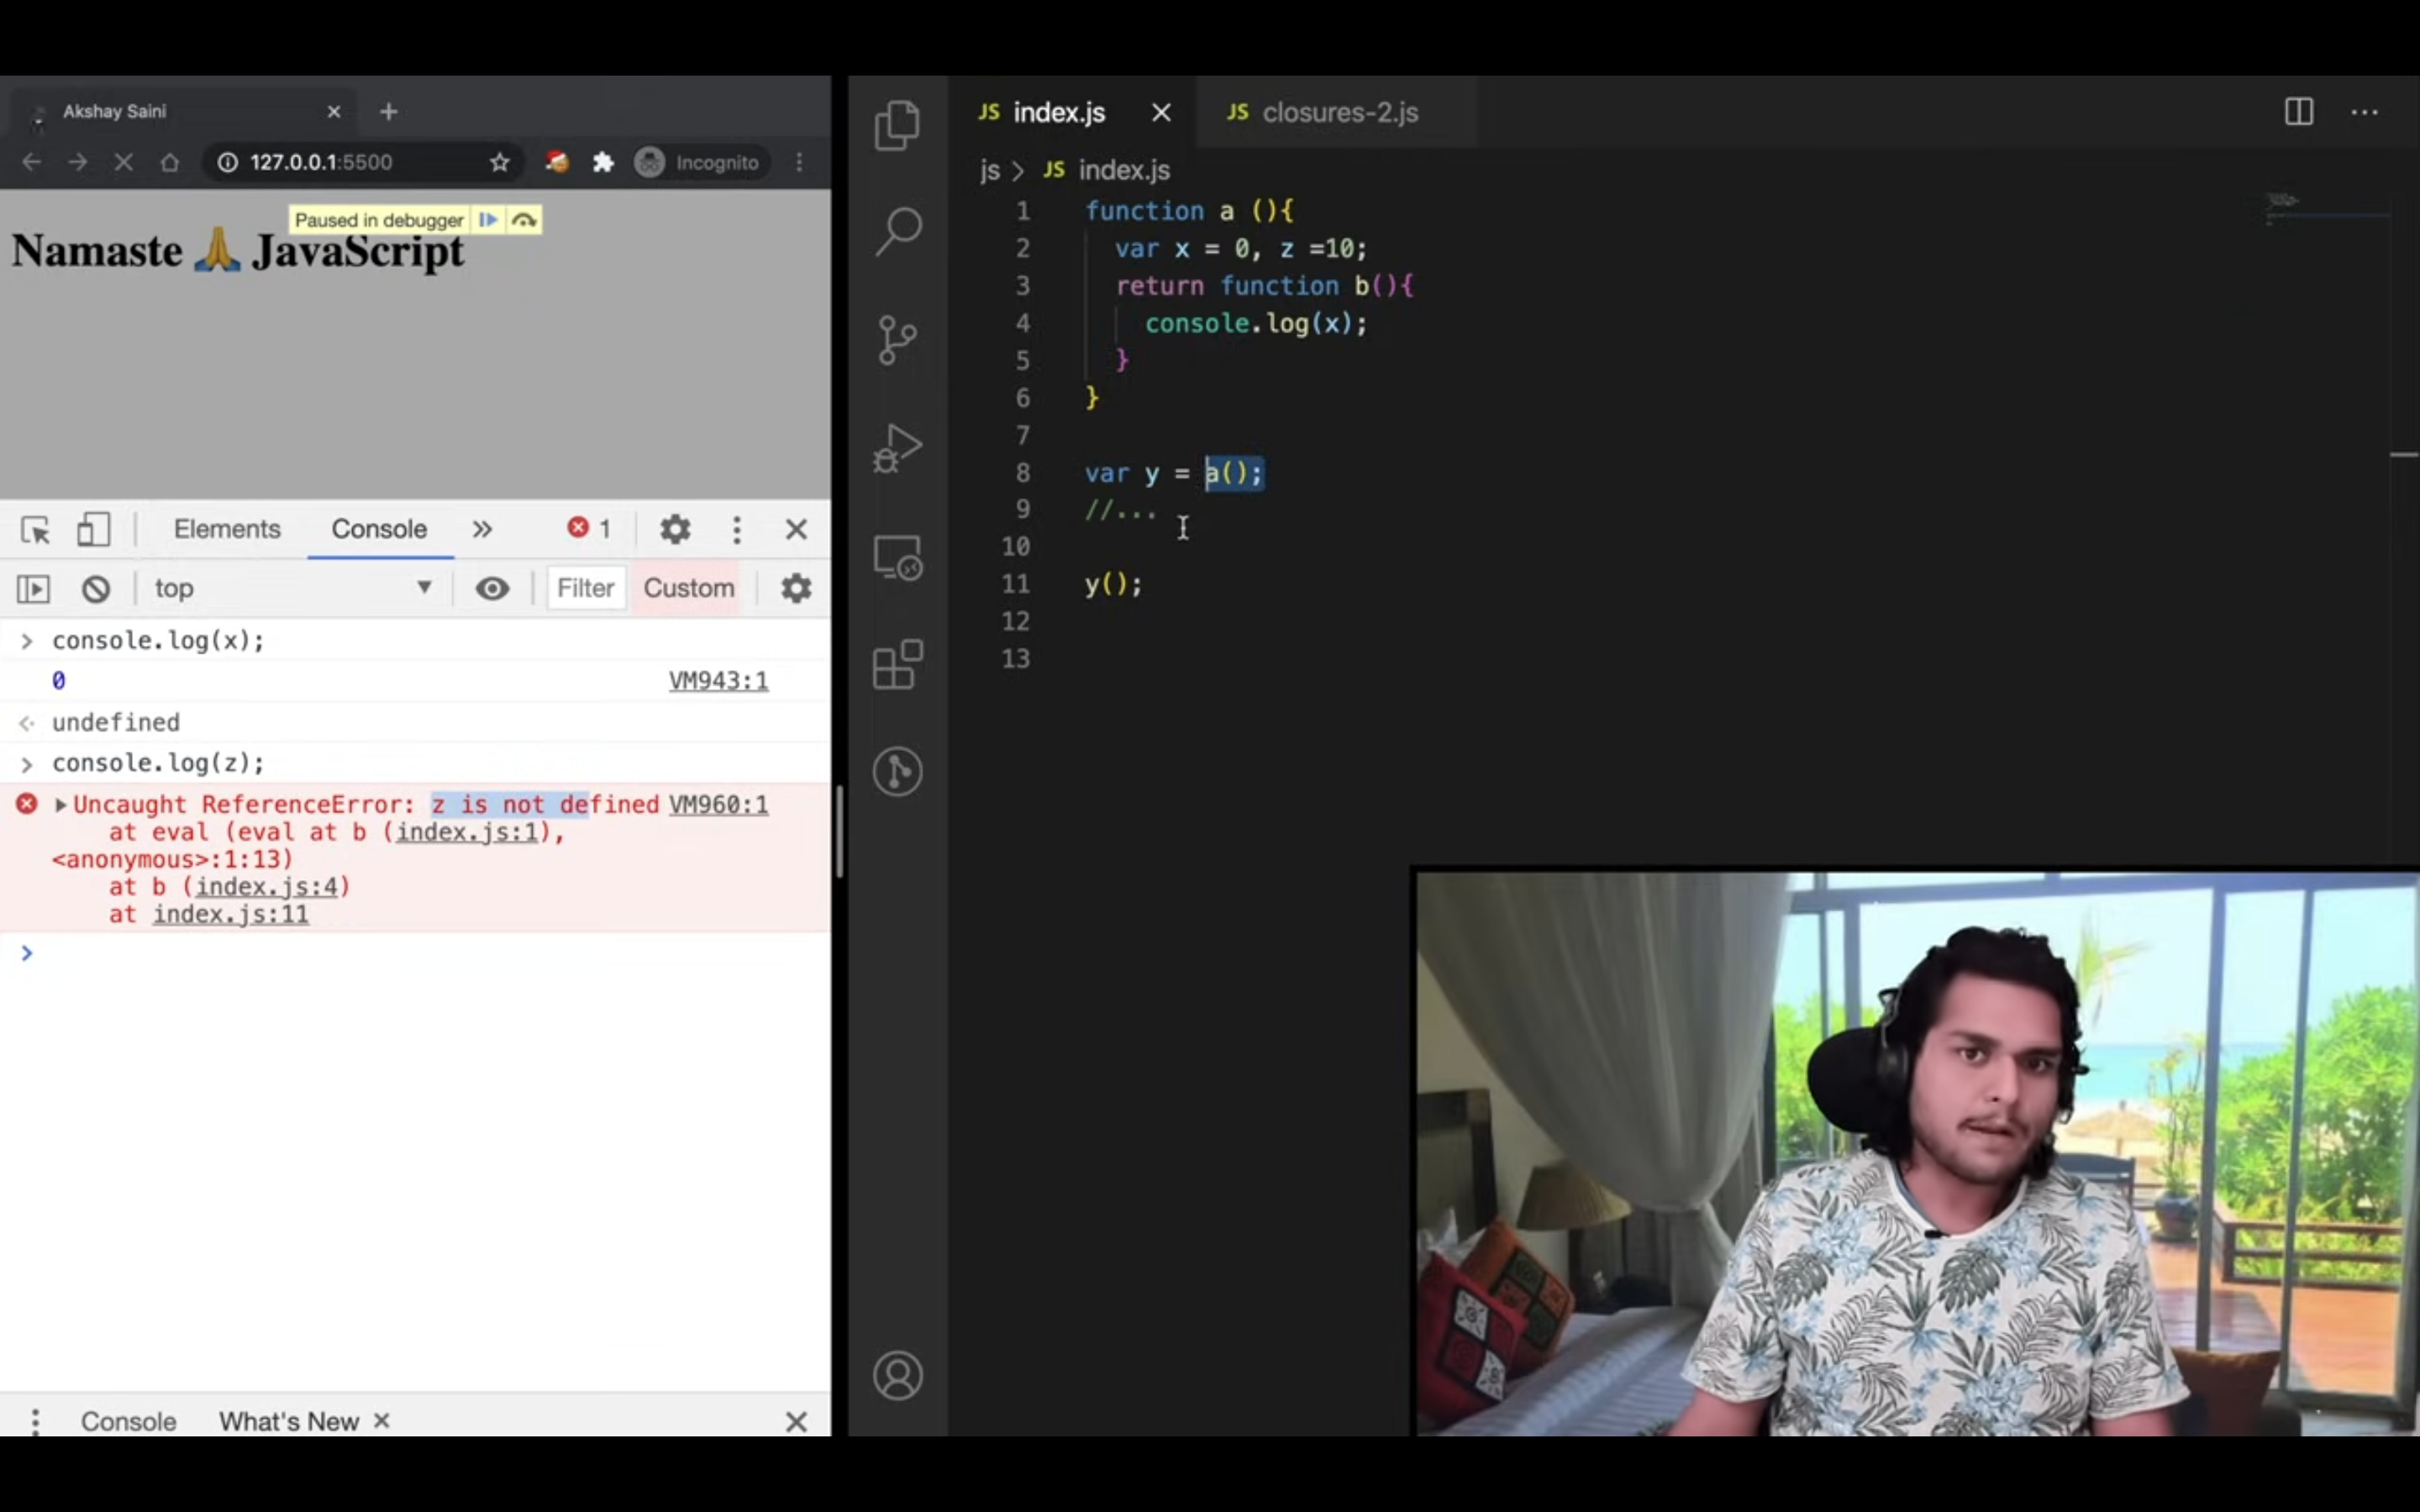 Akshay Saini
127.0.0.1:5500
Incognito
Paused in debugger
Namaste 🙏 JavaScript
Elements
Console
1
top
Filter
Custom
> console.log(x);
0 VM943:1
undefined
> console.log(z);
Uncaught ReferenceError: z is not defined VM960:1
at eval (eval at b (index.js:1),
<anonymous>:1:13)
at b (index.js:4)
at index.js:11
>
Console
What's New
JS index.js
JS closures-2.js
js > JS index.js
1 function a (){
2 var x = 0, z =10;
3 return function b(){
4 console.log(x);
5 }
6 }
7
8 var y = a();
9 //...
10
11 y();
12
13